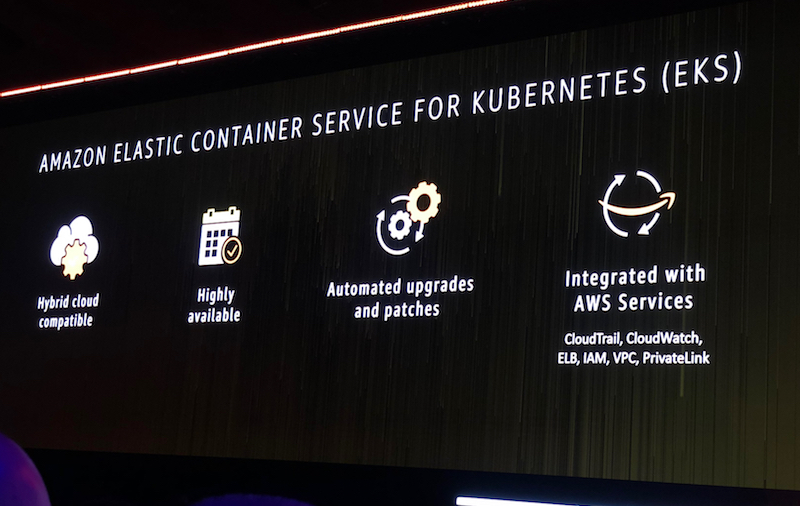 AMAZON ELASTIC CONTAINER SERVICE FOR KUBERNETES (EKS)
Hybrid cloud
compatible
Highly
available
Automated upgrades
and patches
Integrated with
AWS Services
CloudTrail, CloudWatch,
ELB, IAM, VPC, PrivateLink